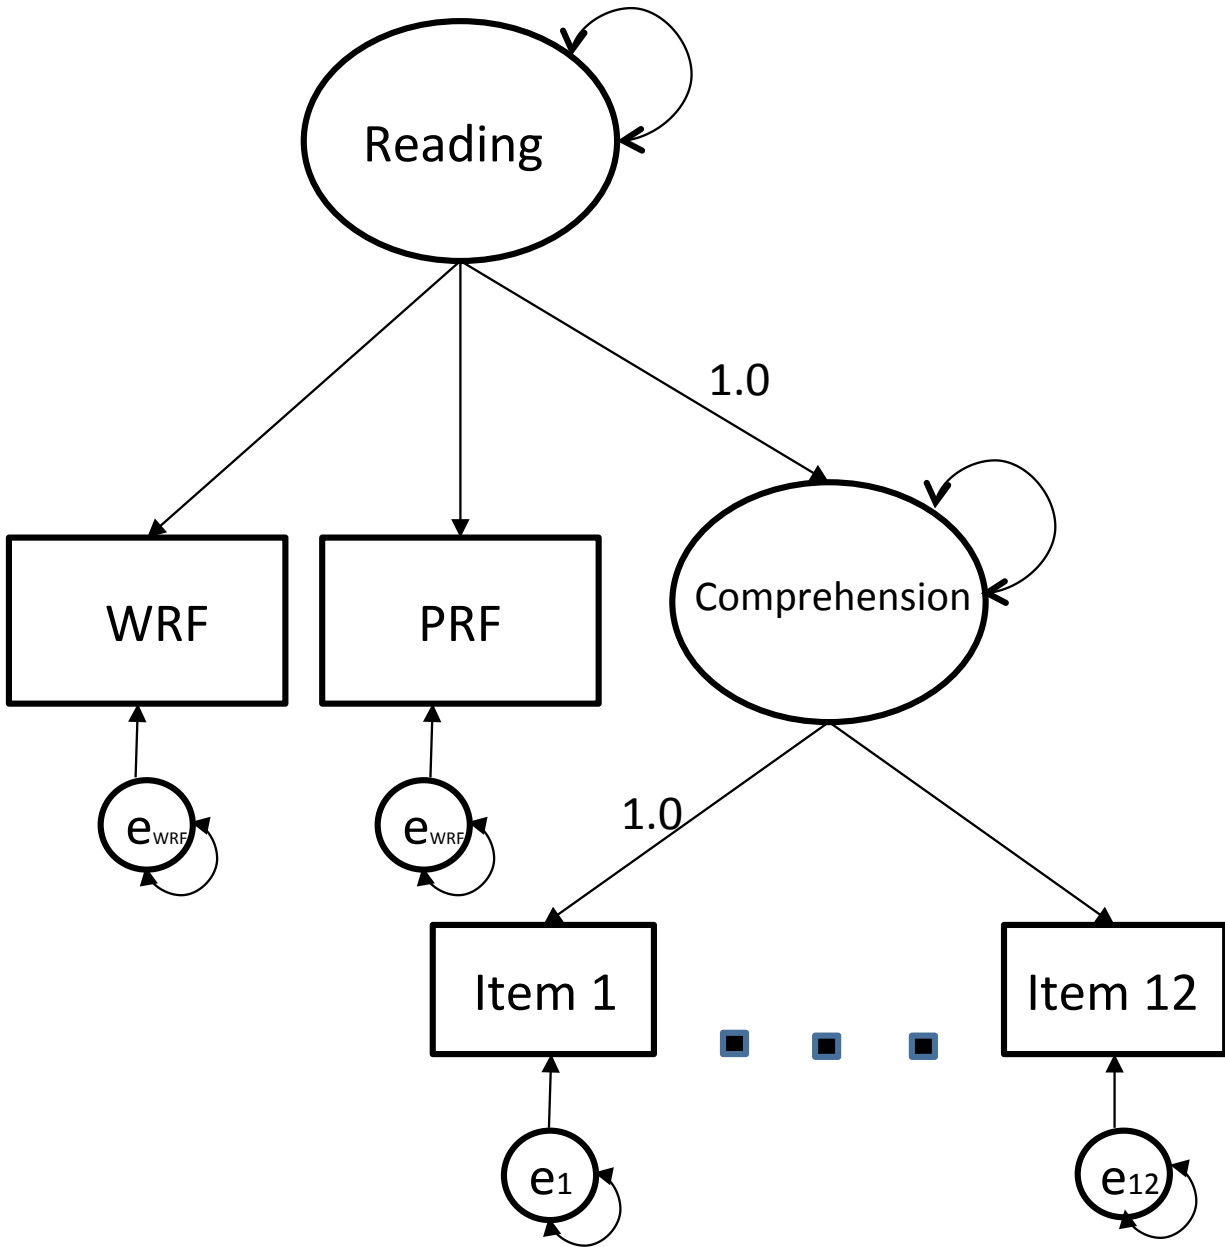 Reading
1.0
WRF
PRF
Comprehension
eWRF
eWRF
1.0
Item 1
Item 12
e1
e12